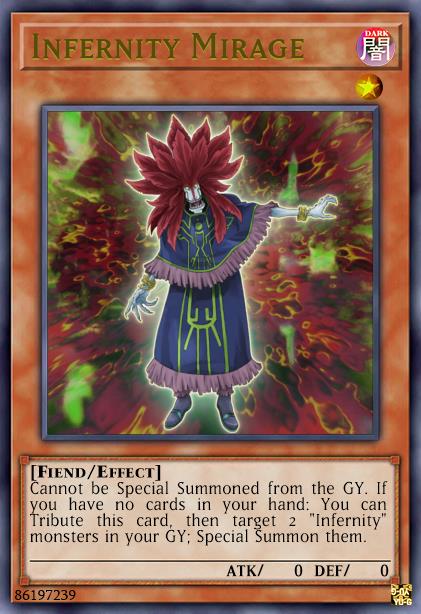 INFERNITY MIRAGE
DARK
闇
[FIEND/EFFECT]
Cannot be Special Summoned from the GY. If
you have no cards in your hand: You can
Tribute this card, then target 2 "Infernity"
monsters in your GY; Special Summon them.
ATK/ 0 DEF/ 0
86197239